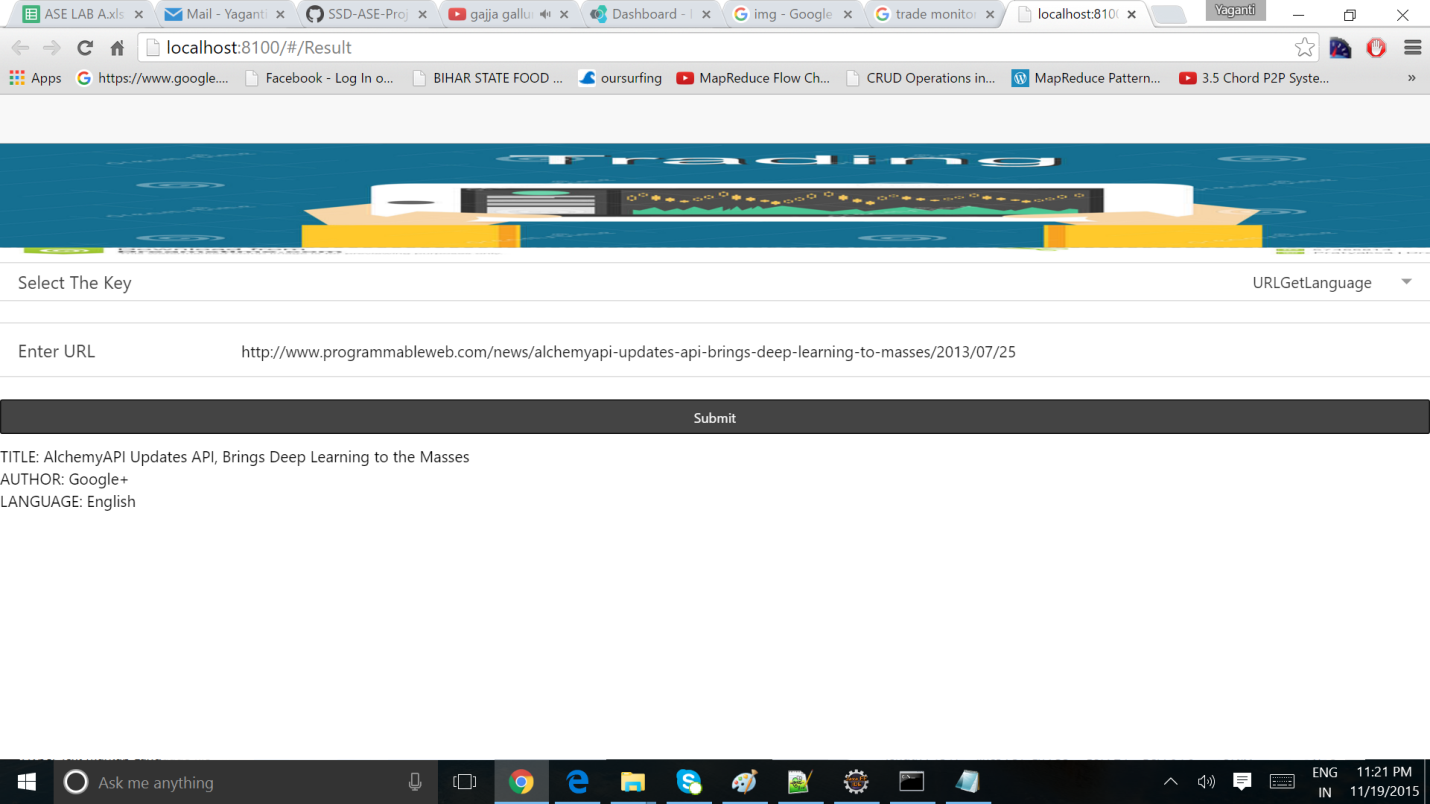 ASE LAB A.xls
Mail - Yaganti
SSD-ASE-Proj
gajja gallu
Dashboard -
img - Google
trade monitor
localhost:810
Yaganti
localhost:8100/#/Result
Apps
https://www.google....
Facebook - Log In o...
BIHAR STATE FOOD ...
oursurfing
MapReduce Flow Ch...
CRUD Operations in...
MapReduce Pattern...
3.5 Chord P2P Syste...
»
Trading
Download from
Select The Key
URLGetLanguage
Enter URL
http://www.programmableweb.com/news/alchemyapi-updates-api-brings-deep-learning-to-masses/2013/07/25
Submit
TITLE: AlchemyAPI Updates API, Brings Deep Learning to the Masses
AUTHOR: Google+
LANGUAGE: English
Ask me anything
ENG
IN
11:21 PM
11/19/2015